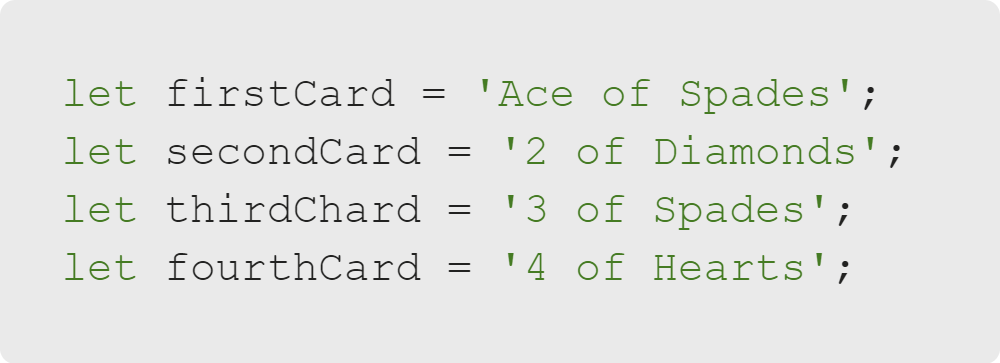 let firstCard = 'Ace of Spades';
let secondCard = '2 of Diamonds';
let thirdChard = '3 of Spades';
let fourthCard = '4 of Hearts';